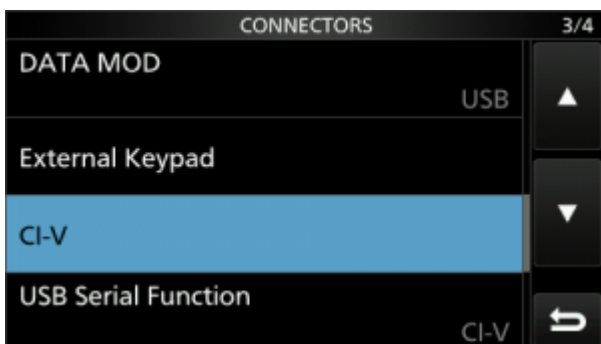 CONNECTORS 3/4
DATA MOD
USB
External Keypad
CI-V
USB Serial Function
CI-V